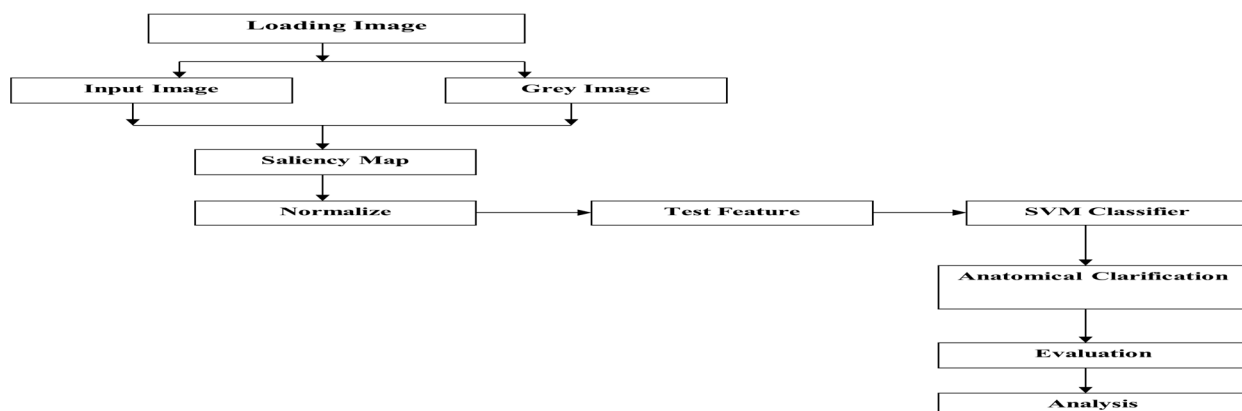 Loading Image
Input Image
Grey Image
Saliency Map
Normalize
Test Feature
SVM Classifier
Anatomical Clarification
Evaluation
Analysis